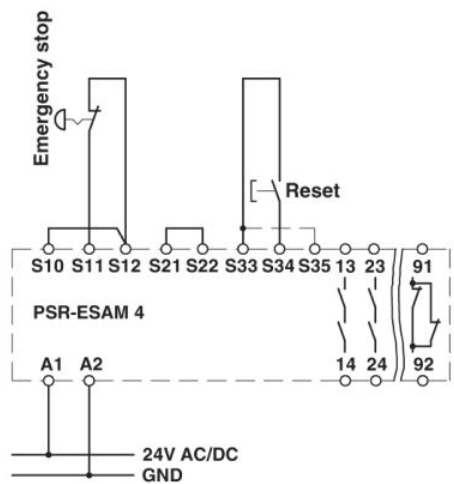 Emergency stop
Reset
S10 S11 S12 S21 S22 S33 S34 S35 13 23 91
PSR-ESAM 4
14 24 92
A1 A2
24V AC/DC
GND